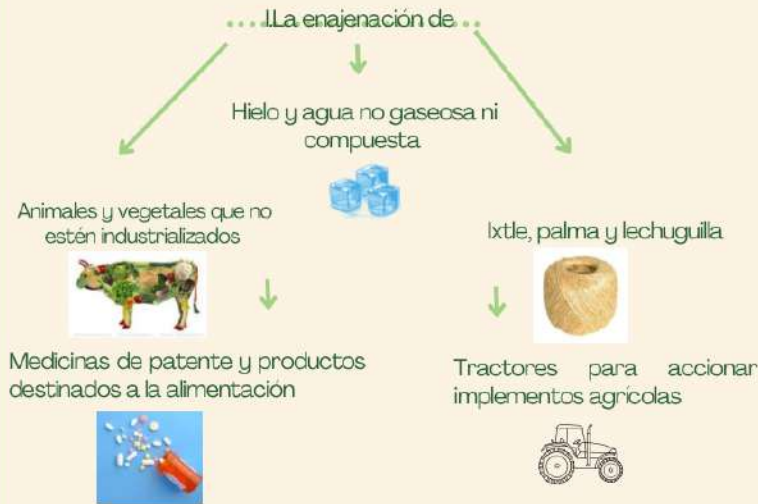 I.La enajenación de
Hielo y agua no gaseosa ni
compuesta
Animales y vegetales que no
estén industrializados
Ixtle, palma y lechuguilla
Medicinas de patente y productos
destinados a la alimentación
Tractores para accionar
implementos agrícolas